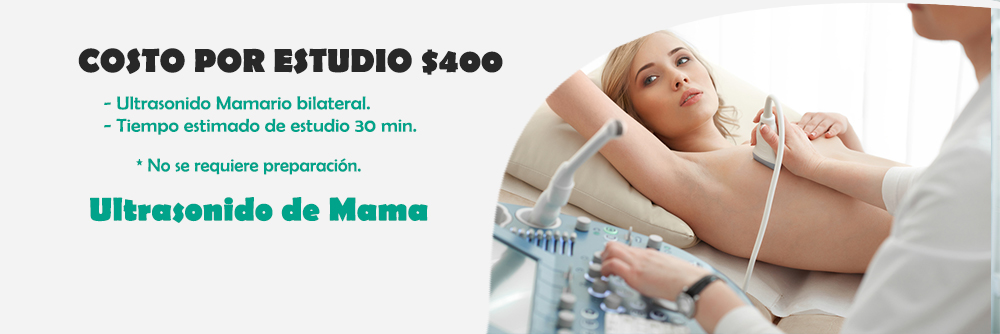 COSTO POR ESTUDIO $400
- Ultrasonido Mamario bilateral.
- Tiempo estimado de estudio 30 min.
* No se requiere preparación.
Ultrasonido de Mama